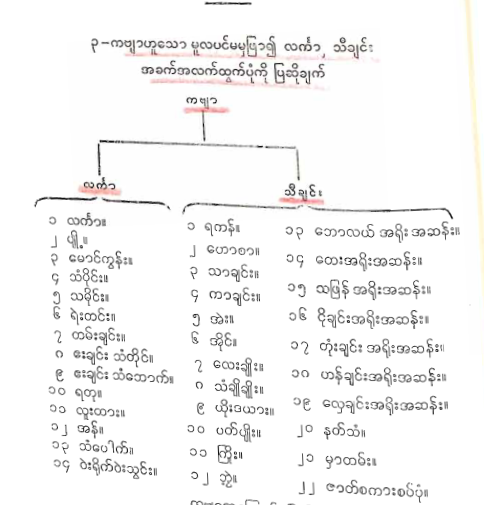 ၃–ကဗျာဟူသော မူလပင်မမှဖြာ၍ လင်္ကာ၊ သီချင်း
အခက်အလက်ထွက်ပုံကို ပြဆိုချက်
ကဗျာ
လင်္ကာ
၁ လင်္ကာ။
၂ ပျို့။
၃ မောင်ကွန်း။
၄ သံပိုင်း။
၅ သမိုင်း။
၆ ရဲးတင်း။
၇ တမ်းချင်း။
၈ ဧးချင်း သံတိုင်။
၉ ဧးချင်း သံဘောက်။
၁၀ ရတု။
၁၁ လူးထား။
၁၂ အန်။
၁၃ သံပေါက်။
၁၄ ဝဲးရိုက်ဝဲးသွင်း။
သီချင်း
၁ ရကန်။
၂ ဟောစာ။
၃ သာချင်း။
၄ ကာချင်း။
၅ အဲး။
၆ အိုင်။
၇ လေးချိုး။
၈ သံချိုချိုး။
၉ ယိုးဒယား။
၁၀ ပတ်ပျိုး။
၁၁ ကြိုး။
၁၂ ဘွဲ့။
၁၃ ဘောလယ် အရိုး အဆန်း။
၁၄ တေးအရိုးအဆန်း။
၁၅ သဖြန် အရိုးအဆန်း။
၁၆ ငိုချင်းအရိုးအဆန်း။
၁၇ တုံးချင်း အရိုးအဆန်း။
၁၈ ဟန်ချင်းအရိုးအဆန်း။
၁၉ လှေချင်းအရိုးအဆန်း။
၂၀ နတ်သံ။
၂၁ မှာတမ်း။
၂၂ ဇာတ်စကားစပ်ပုံ။